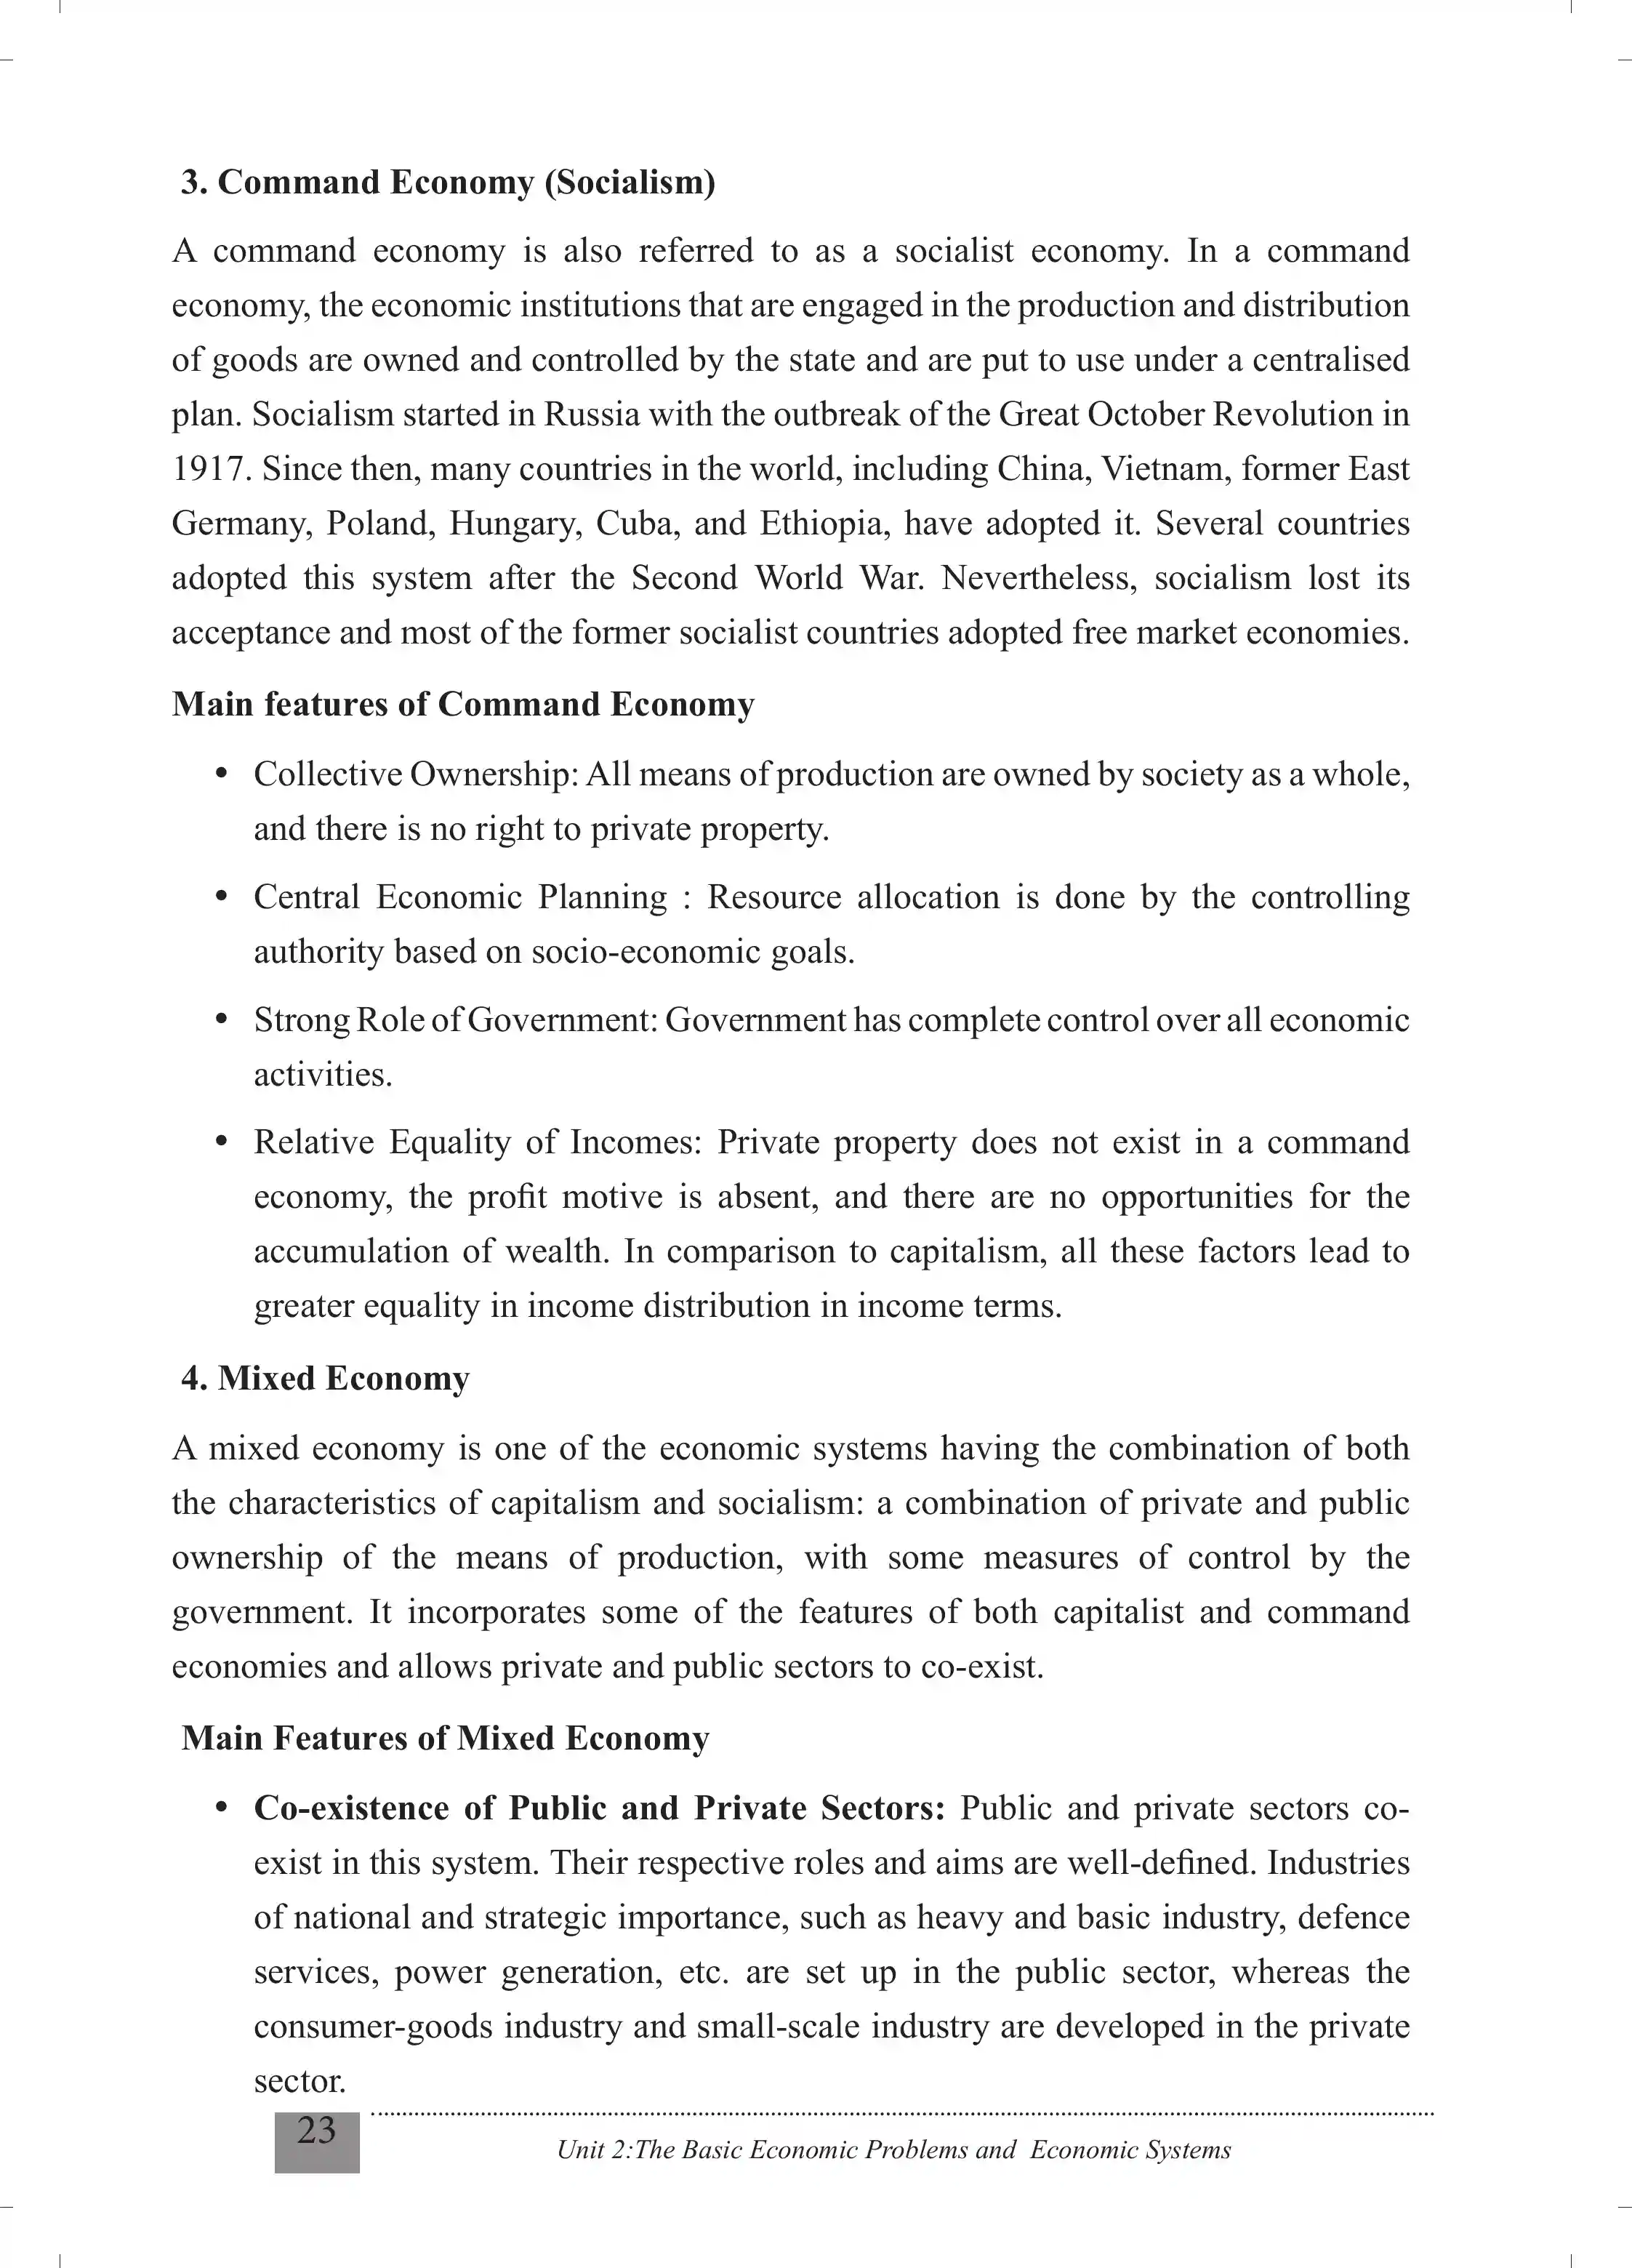 3. Command Economy (Socialism)
A command economy is also referred to as a socialist economy. In a command
economy, the economic institutions that are engaged in the production and distribution
of goods are owned and controlled by the state and are put to use under a centralised
plan. Socialism started in Russia with the outbreak of the Great October Revolution in
1917. Since then, many countries in the world, including China, Vietnam, former East
Germany, Poland, Hungary, Cuba, and Ethiopia, have adopted it. Several countries
adopted this system after the Second World War. Nevertheless, socialism lost its
acceptance and most of the former socialist countries adopted free market economies.
Main features of Command Economy
• Collective Ownership: All means of production are owned by society as a whole,
and there is no right to private property.
• Central Economic Planning : Resource allocation is done by the controlling
authority based on socio-economic goals.
• Strong Role of Government: Government has complete control over all economic
activities.
• Relative Equality of Incomes: Private property does not exist in a command
economy, the profit motive is absent, and there are no opportunities for the
accumulation of wealth. In comparison to capitalism, all these factors lead to
greater equality in income distribution in income terms.
4. Mixed Economy
A mixed economy is one of the economic systems having the combination of both
the characteristics of capitalism and socialism: a combination of private and public
ownership of the means of production, with some measures of control by the
government. It incorporates some of the features of both capitalist and command
economies and allows private and public sectors to co-exist.
Main Features of Mixed Economy
• Co-existence of Public and Private Sectors: Public and private sectors co-
exist in this system. Their respective roles and aims are well-defined. Industries
of national and strategic importance, such as heavy and basic industry, defence
services, power generation, etc. are set up in the public sector, whereas the
consumer-goods industry and small-scale industry are developed in the private
sector.
23
Unit 2:The Basic Economic Problems and Economic Systems